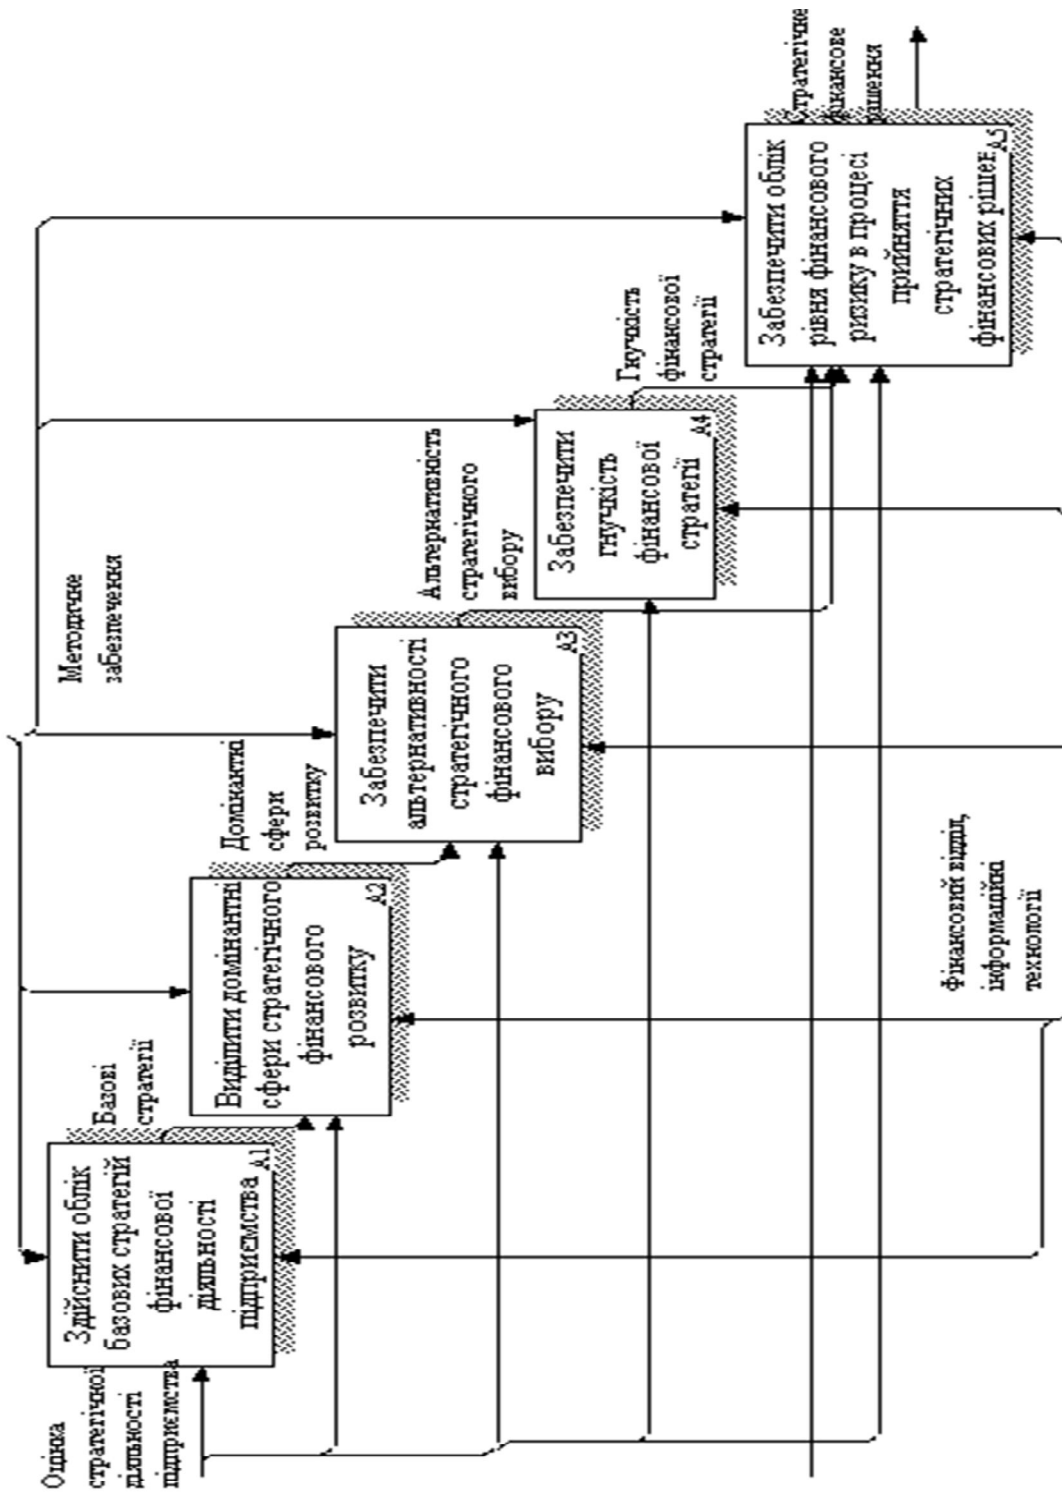 Оцінка
стратегічної
діяльності
підприємства
Здійснити облік
базових стратегій
фінансової
діяльності
підприємства
A1
Базові
стратегії
Виділити домінантні
сфери стратегічного
фінансового
розвитку
A2
Домінантні
сфери
розвитку
Методичне
забезпечення
Забезпечити
альтернативності
стратегічного
фінансового
вибору
A3
Альтернативність
стратегічного
вибору
Забезпечити
гнучкість
фінансової
стратегії
A4
Гнучкість
фінансової
стратегії
Забезпечити облік
рівня фінансового
ризику в процесі
прийняття
стратегічних
фінансових рішен
A5
Стратегічке
фінансове
рішення
Фінансовий відділ,
інформаційні
технології